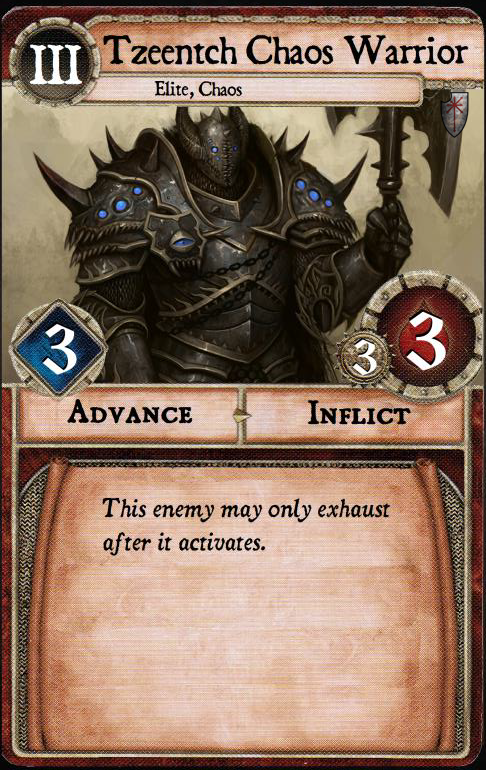 III
Tzeentch Chaos Warrior
Elite, Chaos
3
3
3
Advance
Inflict
This enemy may only exhaust
after it activates.